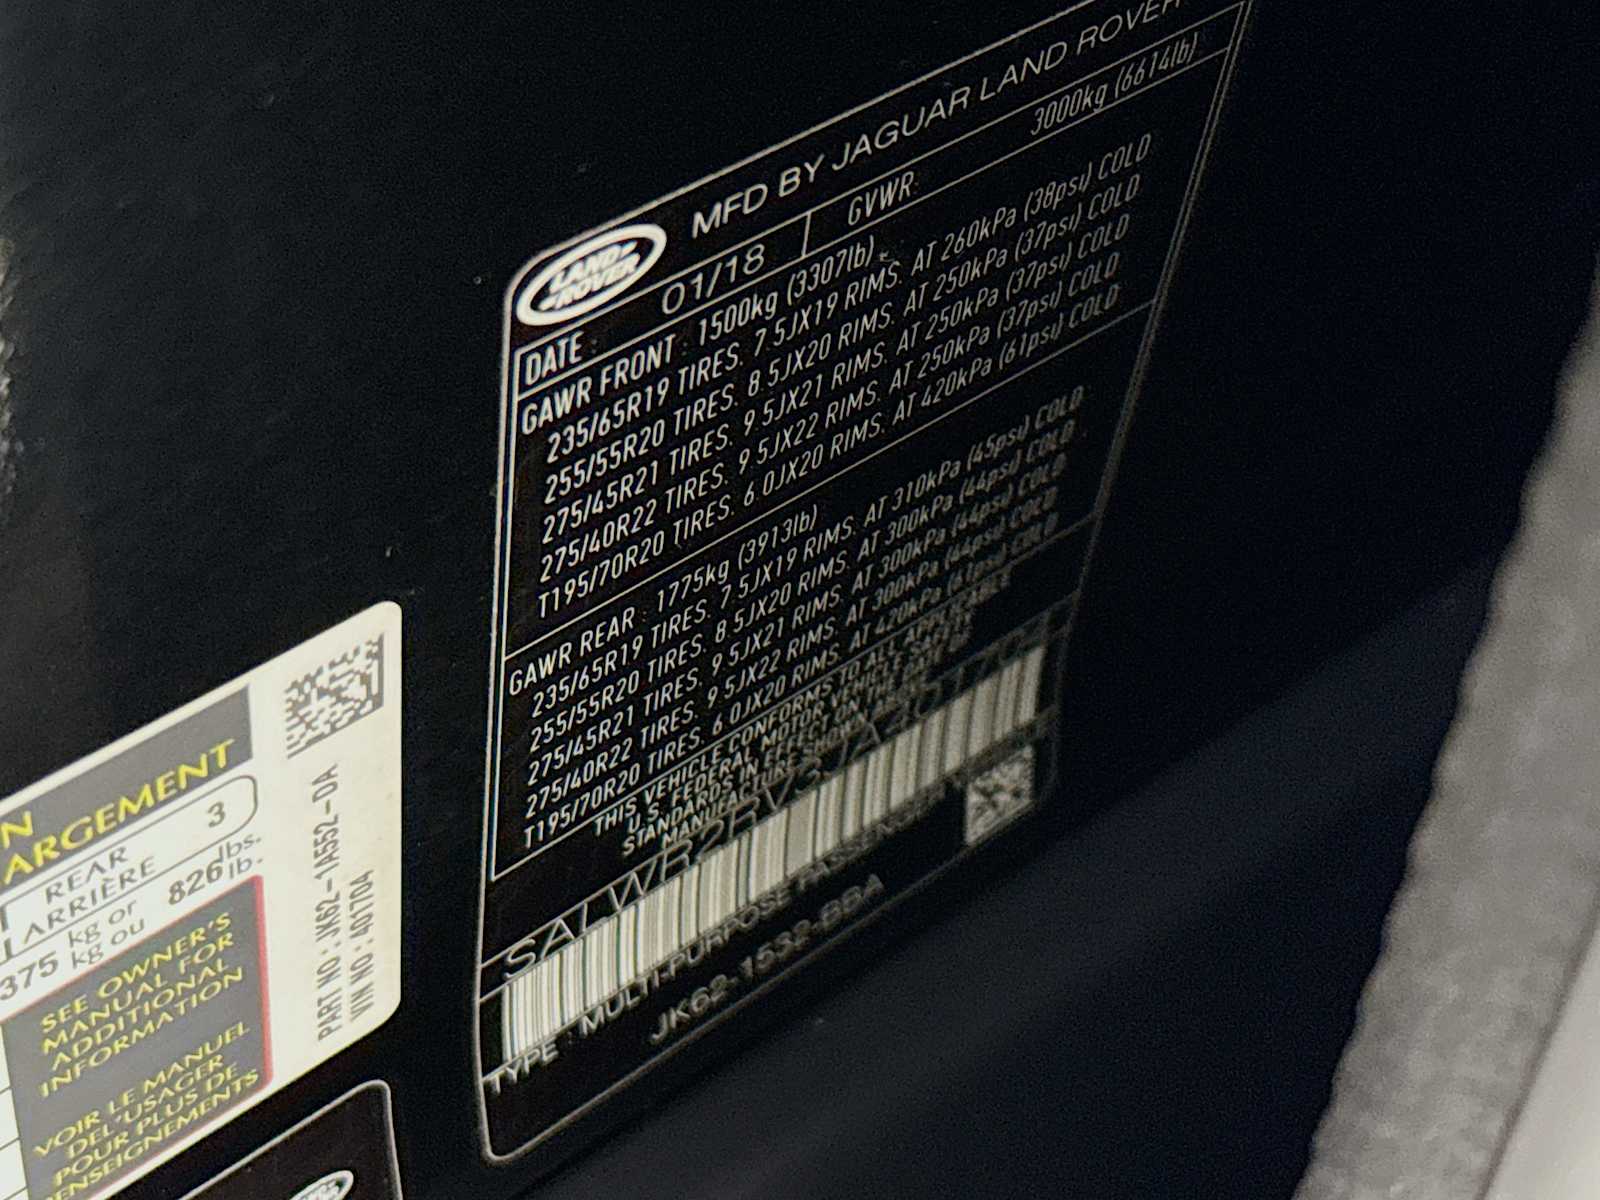 LAND-
-ROVER
MFD BY JAGUAR LAND ROVER
DATE : 01/18 GVWR: 3000kg (6614lb)
GAWR FRONT : 1500kg (3307lb)
235/65R19 TIRES. 7.5JX19 RIMS. AT 260kPa (38psi) COLD
255/55R20 TIRES. 8.5JX20 RIMS. AT 250kPa (37psi) COLD
275/45R21 TIRES. 9.5JX21 RIMS. AT 250kPa (37psi) COLD
275/40R22 TIRES. 9.5JX22 RIMS. AT 250kPa (37psi) COLD
T195/70R20 TIRES. 6.0JX20 RIMS. AT 420kPa (61psi) COLD
GAWR REAR : 1775kg (3913lb)
235/65R19 TIRES. 7.5JX19 RIMS. AT 310kPa (45psi) COLD
255/55R20 TIRES. 8.5JX20 RIMS. AT 300kPa (44psi) COLD
275/45R21 TIRES. 9.5JX21 RIMS. AT 300kPa (44psi) COLD
275/40R22 TIRES. 9.5JX22 RIMS. AT 300kPa (44psi) COLD
T195/70R20 TIRES. 6.0JX20 RIMS. AT 420kPa (61psi) COLD
THIS VEHICLE CONFORMS TO ALL APPLICABLE
U.S. FEDERAL MOTOR VEHICLE SAFETY
STANDARDS IN EFFECT ON THE DATE OF
MANUFACTURE SHOWN
TYPE : MULTI-PURPOSE PASSENGER
JK62-1532-BBA
N
ARGEMENT
REAR
ARRIÈRE
3
375 kg or
kg ou
826 lbs.
lb.
SEE OWNER'S
MANUAL FOR
ADDITIONAL
INFORMATION
VOIR LE MANUEL
DEL'USAGER
POUR PLUS DE
ENSEIGNEMENTS
PART NO : JK62-1A552-DA
VIN NO : 401704